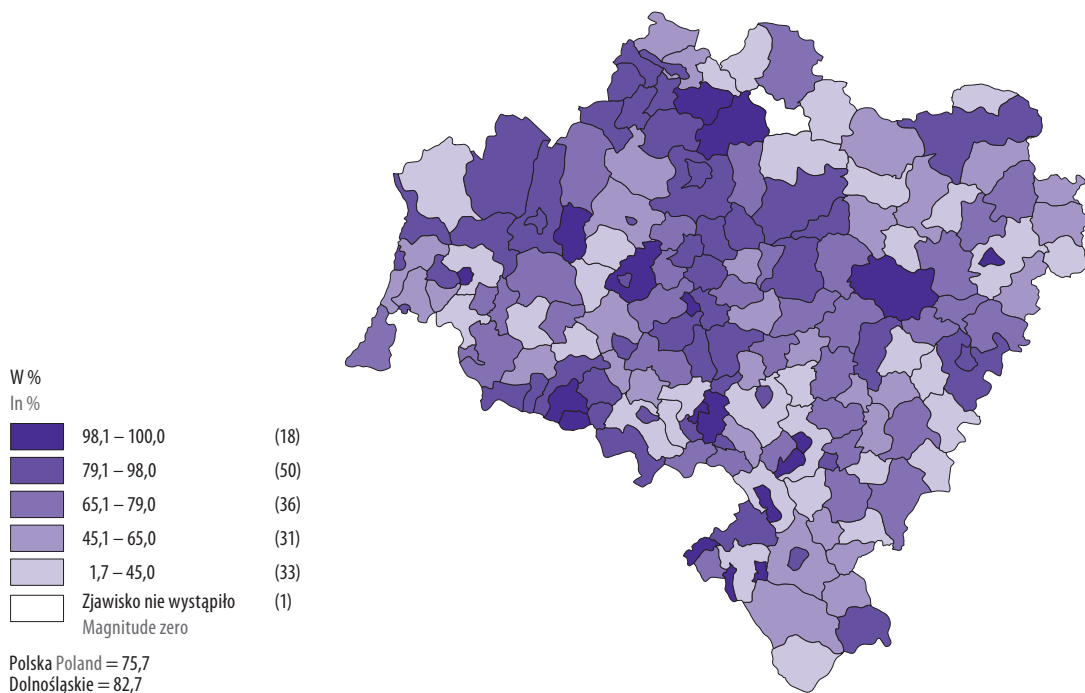 W %
In %
98,1 – 100,0 (18)
79,1 – 98,0 (50)
65,1 – 79,0 (36)
45,1 – 65,0 (31)
1,7 – 45,0 (33)
Zjawisko nie wystąpiło (1)
Magnitude zero
Polska Poland = 75,7
Dolnośląskie = 82,7